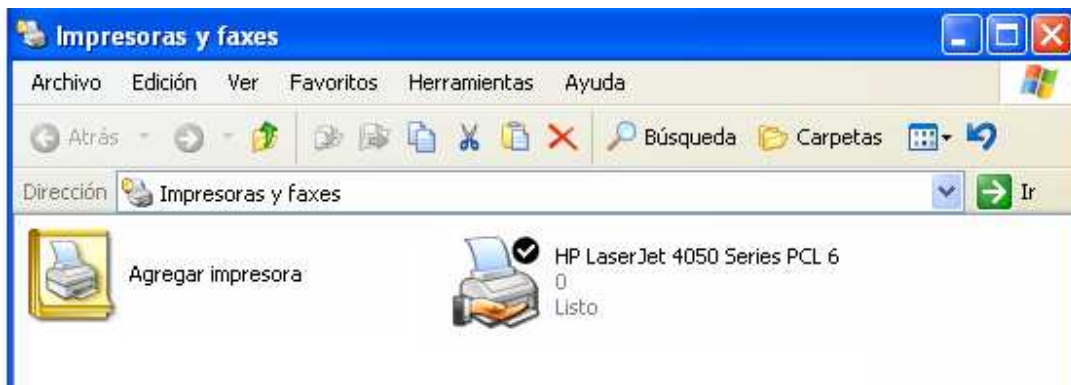 Impresoras y faxes
Archivo Edición Ver Favoritos Herramientas Ayuda
Atrás Búsqueda Carpetas
Dirección Impresoras y faxes Ir
Agregar impresora
HP LaserJet 4050 Series PCL 6
0
Listo